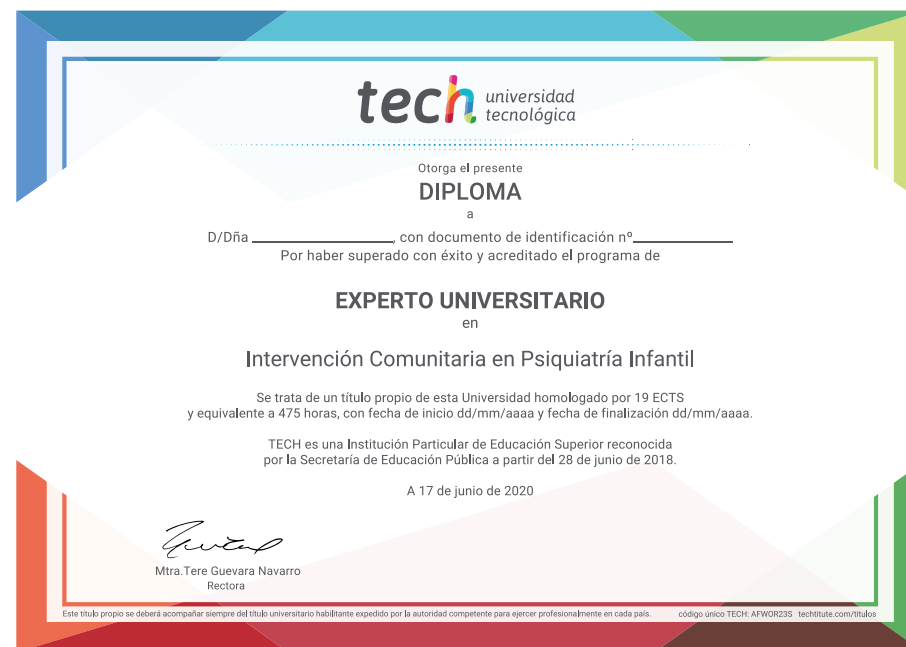 tech universidad
tecnológica
Otorga el presente
DIPLOMA
a
D/Dña ____________________, con documento de identificación nº______________
Por haber superado con éxito y acreditado el programa de
EXPERTO UNIVERSITARIO
en
Intervención Comunitaria en Psiquiatría Infantil
Se trata de un título propio de esta Universidad homologado por 19 ECTS
y equivalente a 475 horas, con fecha de inicio dd/mm/aaaa y fecha de finalización dd/mm/aaaa.
TECH es una Institución Particular de Educación Superior reconocida
por la Secretaría de Educación Pública a partir del 28 de junio de 2018.
A 17 de junio de 2020
Mtra.Tere Guevara Navarro
Rectora
Este título propio se deberá acompañar siempre del título universitario habilitante expedido por la autoridad competente para ejercer profesionalmente en cada país. código único TECH: AFWOR23S techtitute.com/titulos